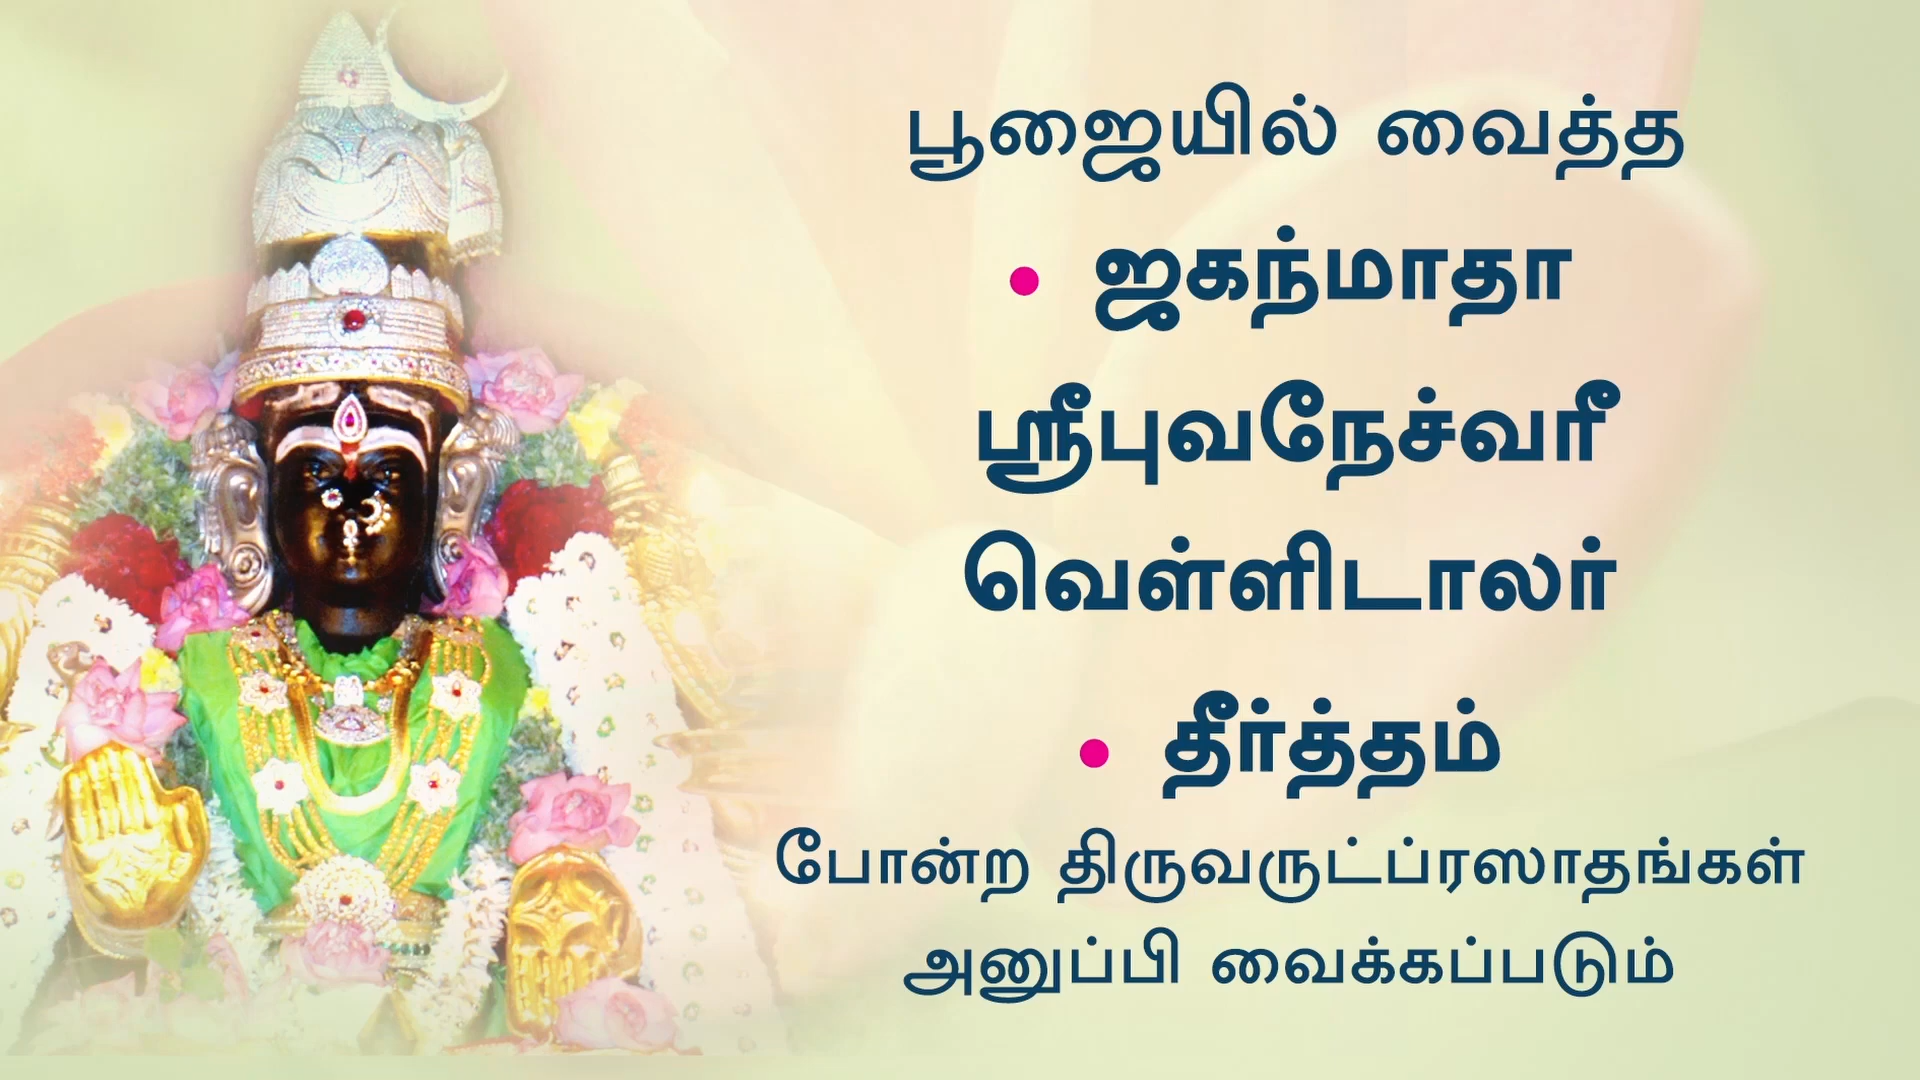 பூஜையில் வைத்த
• ஜகந்மாதா
ஸ்ரீபுவநேச்வரீ
வெள்ளிடாலர்
• தீர்த்தம்
போன்ற திருவருட்ப்ரஸாதங்கள்
அனுப்பி வைக்கப்படும்